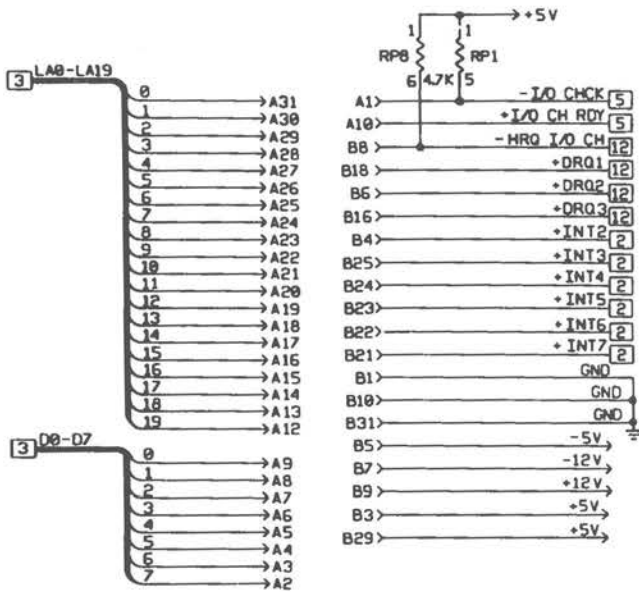 3 LA0-LA19
0 A31
1 A30
2 A29
3 A28
4 A27
5 A26
6 A25
7 A24
8 A23
9 A22
10 A21
11 A20
12 A19
13 A18
14 A17
15 A16
16 A15
17 A14
18 A13
19 A12
3 D0-D7
0 A9
1 A8
2 A7
3 A6
4 A5
5 A4
6 A3
7 A2
+5V
1 1
RP8 RP1
6 4.7K 5
A1 -I/O CHCK 5
A10 +I/O CH RDY 5
B8 -HRQ I/O CH 12
B18 +DRQ1 12
B6 +DRQ2 12
B16 +DRQ3 12
B4 +INT2 2
B25 +INT3 2
B24 +INT4 2
B23 +INT5 2
B22 +INT6 2
B21 +INT7 2
B1 GND
B10 GND
B31 GND
B5 -5V
B7 -12V
B9 +12V
B3 +5V
B29 +5V